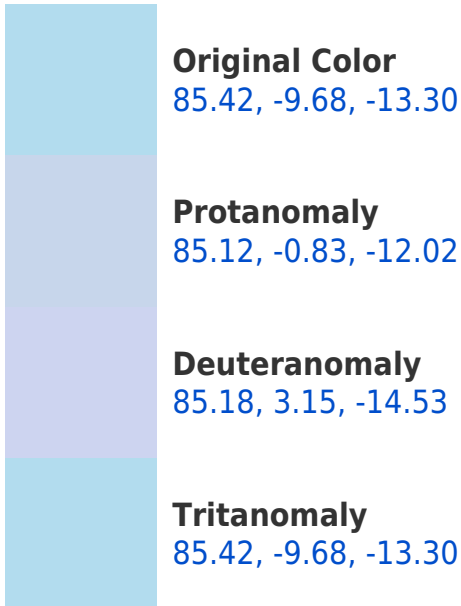 Original Color
85.42, -9.68, -13.30
Protanomaly
85.12, -0.83, -12.02
Deuteranomaly
85.18, 3.15, -14.53
Tritanomaly
85.42, -9.68, -13.30